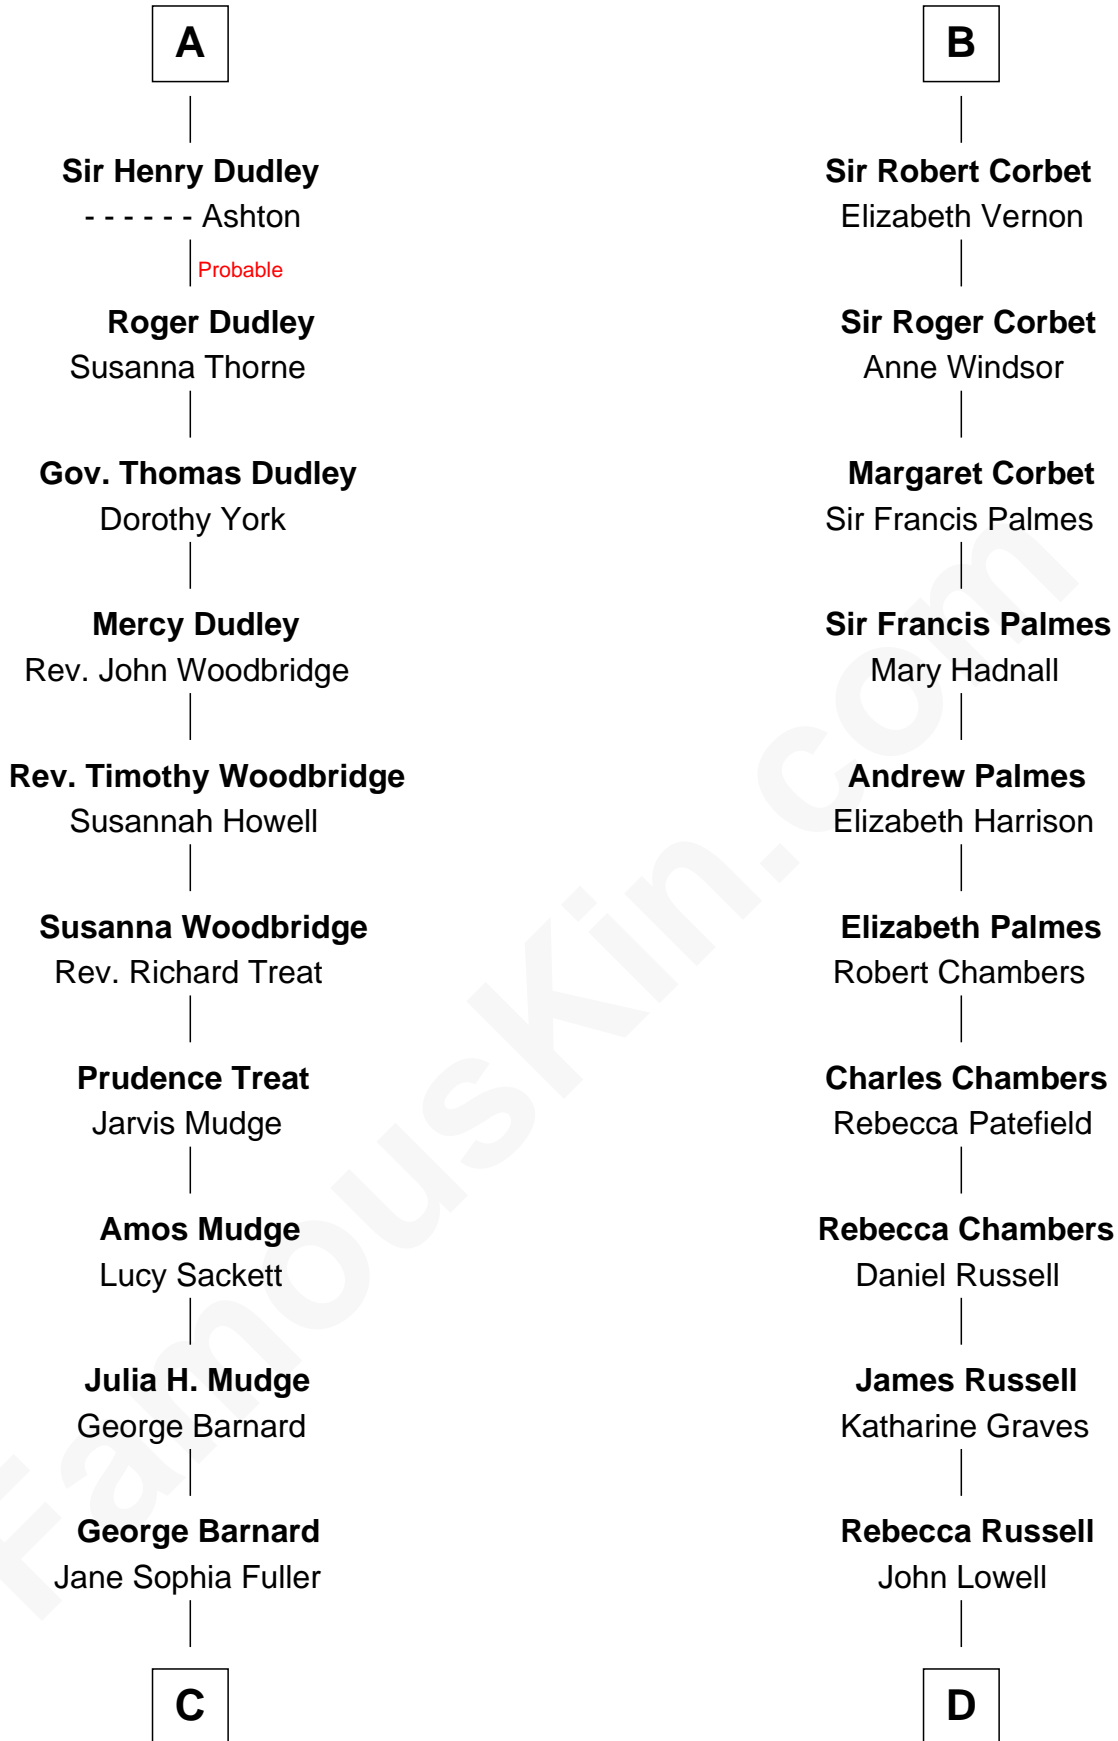 A
Sir Henry Dudley
- - - - - - Ashton
Probable
Roger Dudley
Susanna Thorne
Gov. Thomas Dudley
Dorothy York
Mercy Dudley
Rev. John Woodbridge
Rev. Timothy Woodbridge
Susannah Howell
Susanna Woodbridge
Rev. Richard Treat
Prudence Treat
Jarvis Mudge
Amos Mudge
Lucy Sackett
Julia H. Mudge
George Barnard
George Barnard
Jane Sophia Fuller
C
B
Sir Robert Corbet
Elizabeth Vernon
Sir Roger Corbet
Anne Windsor
Margaret Corbet
Sir Francis Palmes
Sir Francis Palmes
Mary Hadnall
Andrew Palmes
Elizabeth Harrison
Elizabeth Palmes
Robert Chambers
Charles Chambers
Rebecca Patefield
Rebecca Chambers
Daniel Russell
James Russell
Katharine Graves
Rebecca Russell
John Lowell
D
FamousKin.com